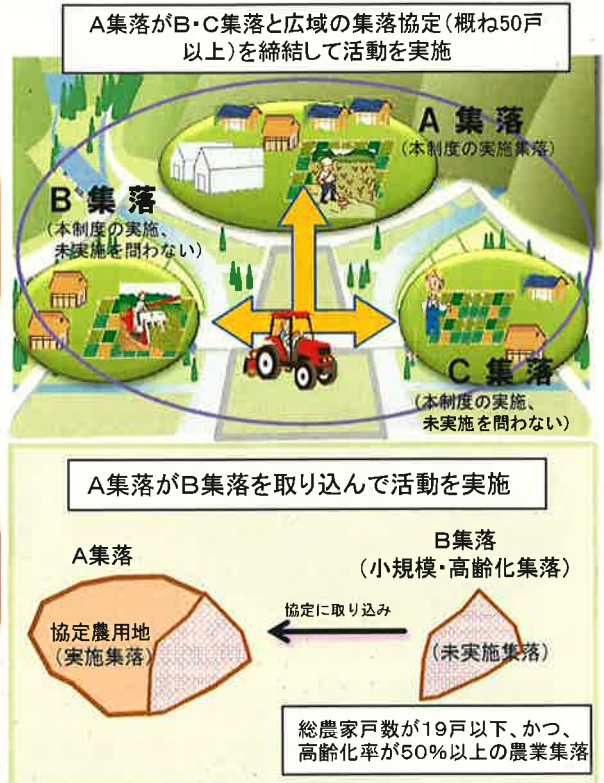 A集落がB・C集落と広域の集落協定(概ね50戸
以上)を締結して活動を実施
A 集 落
(本制度の実施集落)
B 集 落
(本制度の実施、
未実施を問わない)
C 集 落
(本制度の実施、
未実施を問わない)
A集落がB集落を取り込んで活動を実施
A集落
B集落
(小規模・高齢化集落)
協定に取り込み
協定農用地
(実施集落)
(未実施集落)
総農家戸数が19戸以下、かつ、
高齢化率が50%以上の農業集落